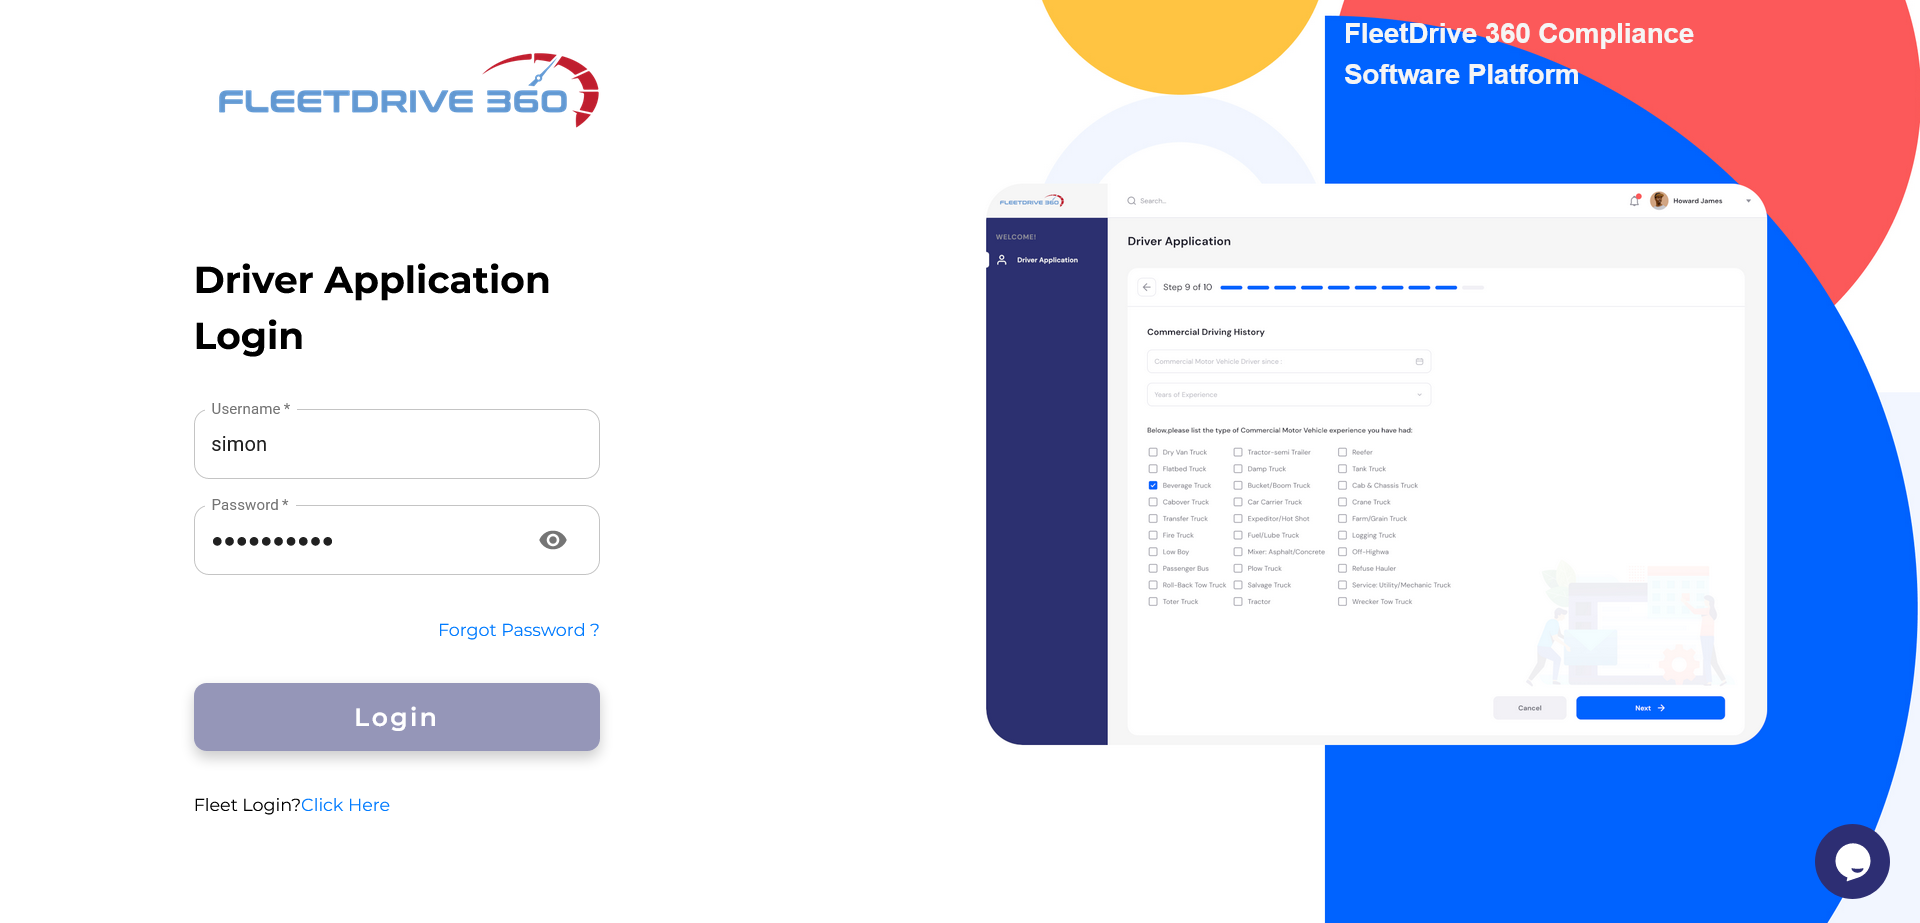 FLEETDRIVE 360
Driver Application
Login
Username *
simon
Password *
Forgot Password ?
Login
Fleet Login?Click Here
FleetDrive 360 Compliance
Software Platform
FLEETDRIVE 360
Search..
Howard James
WELCOME!
Driver Application
Driver Application
Step 9 of 10
Commercial Driving History
Commercial Motor Vehicle Driver since :
Years of Experience
Below,please list the type of Commercial Motor Vehicle experience you have had:
Dry Van Truck Tractor-semi Trailer Reefer
Flatbed Truck Damp Truck Tank Truck
Beverage Truck Bucket/Boom Truck Cab & Chassis Truck
Cabover Truck Car Carrier Truck Crane Truck
Transfer Truck Expeditor/Hot Shot Farm/Grain Truck
Fire Truck Fuel/Lube Truck Logging Truck
Low Boy Mixer: Asphalt/Concrete Off-Highwa
Passenger Bus Plow Truck Refuse Hauler
Roll-Back Tow Truck Salvage Truck Service: Utility/Mechanic Truck
Toter Truck Tractor Wrecker Tow Truck
Cancel
Next